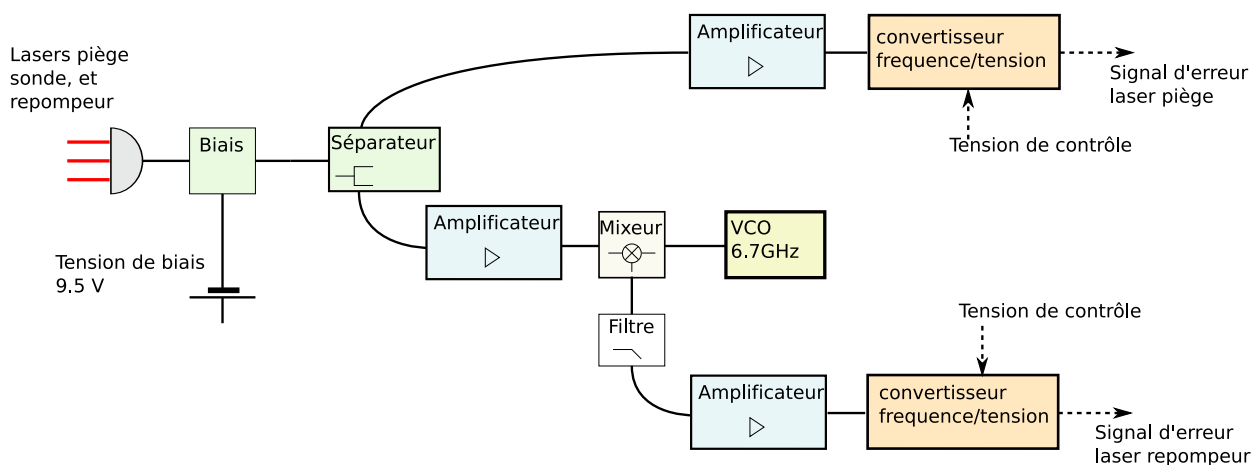 Lasers piège
sonde, et
repompeur
Biais
Tension de biais
9.5 V
Séparateur
Amplificateur
convertisseur
frequence/tension
Signal d'erreur
laser piège
Tension de contrôle
Amplificateur
Mixeur
VCO
6.7GHz
Filtre
Tension de contrôle
Amplificateur
convertisseur
frequence/tension
Signal d'erreur
laser repompeur